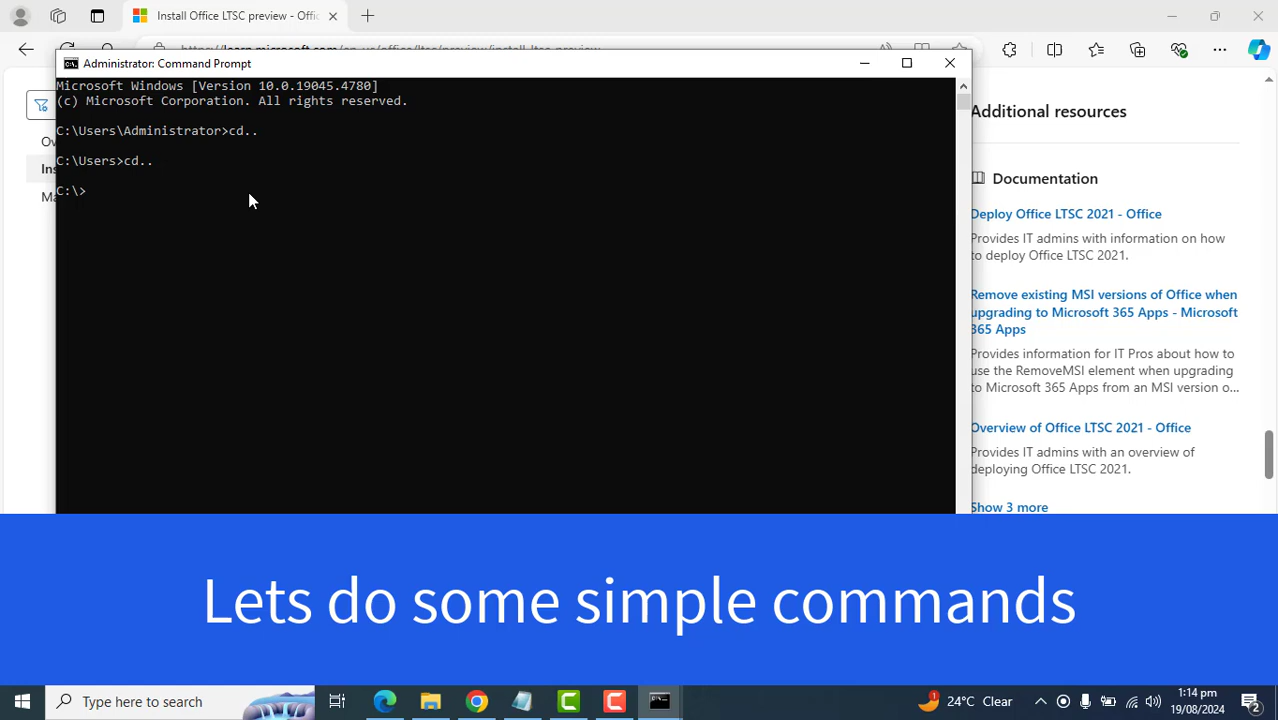 Install Office LTSC preview - Offic
Administrator: Command Prompt
Microsoft Windows [Version 10.0.19045.4780]
(c) Microsoft Corporation. All rights reserved.
C:\Users\Administrator>cd..
C:\Users>cd..
C:\>
Additional resources
Documentation
Deploy Office LTSC 2021 - Office
Provides IT admins with information on how
to deploy Office LTSC 2021.
Remove existing MSI versions of Office when
upgrading to Microsoft 365 Apps - Microsoft
365 Apps
Provides information for IT Pros about how to
use the RemoveMSI element when upgrading
to Microsoft 365 Apps from an MSI version o...
Overview of Office LTSC 2021 - Office
Provides IT admins with an overview of
deploying Office LTSC 2021.
Show 3 more
Lets do some simple commands
Type here to search
1
24°C Clear
1:14 pm
19/08/2024
2